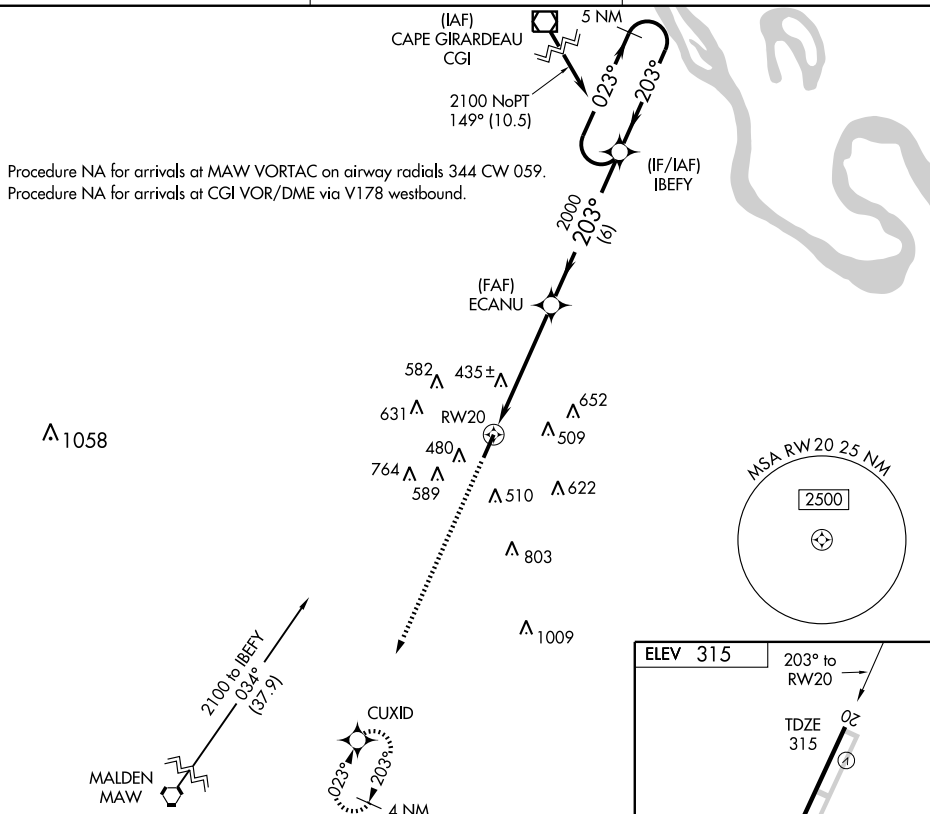 (IAF)
CAPE GIRARDEAU
CGI
5 NM
023°
203°
2100 NoPT
149° (10.5)
Procedure NA for arrivals at MAW VORTAC on airway radials 344 CW 059.
Procedure NA for arrivals at CGI VOR/DME via V178 westbound.
(IF/IAF)
IBEFY
2000
203°
(6)
(FAF)
ECANU
582
435±
631
RW20
652
509
1058
480
764
589
510
622
803
1009
MSA RW20 25 NM
2500
2100 to IBEFY
034°
(37.9)
MALDEN
MAW
CUXID
023°
203°
4 NM
ELEV 315
203° to
RW20
20
TDZE
315
V